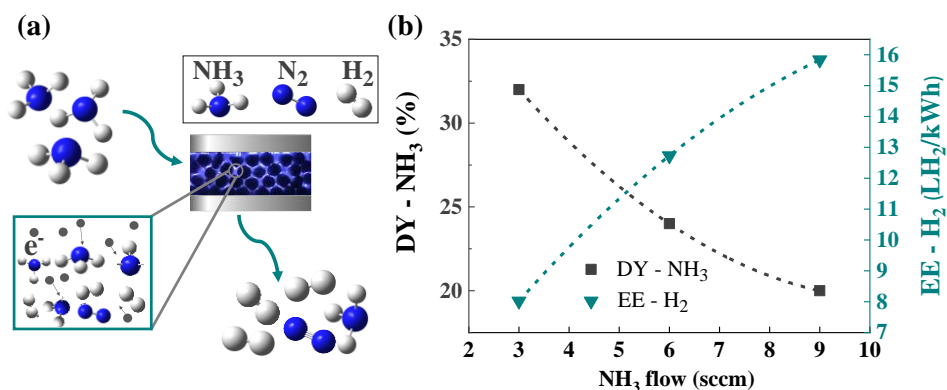 (a)
NH3 N2 H2
e-
(b)
35
30
25
20
DY - NH3 (%)
16
15
14
13
12
11
10
9
8
7
EE - H2 (LH2/kWh)
DY - NH3
EE - H2
2 3 4 5 6 7 8 9 10
NH3 flow (sccm)